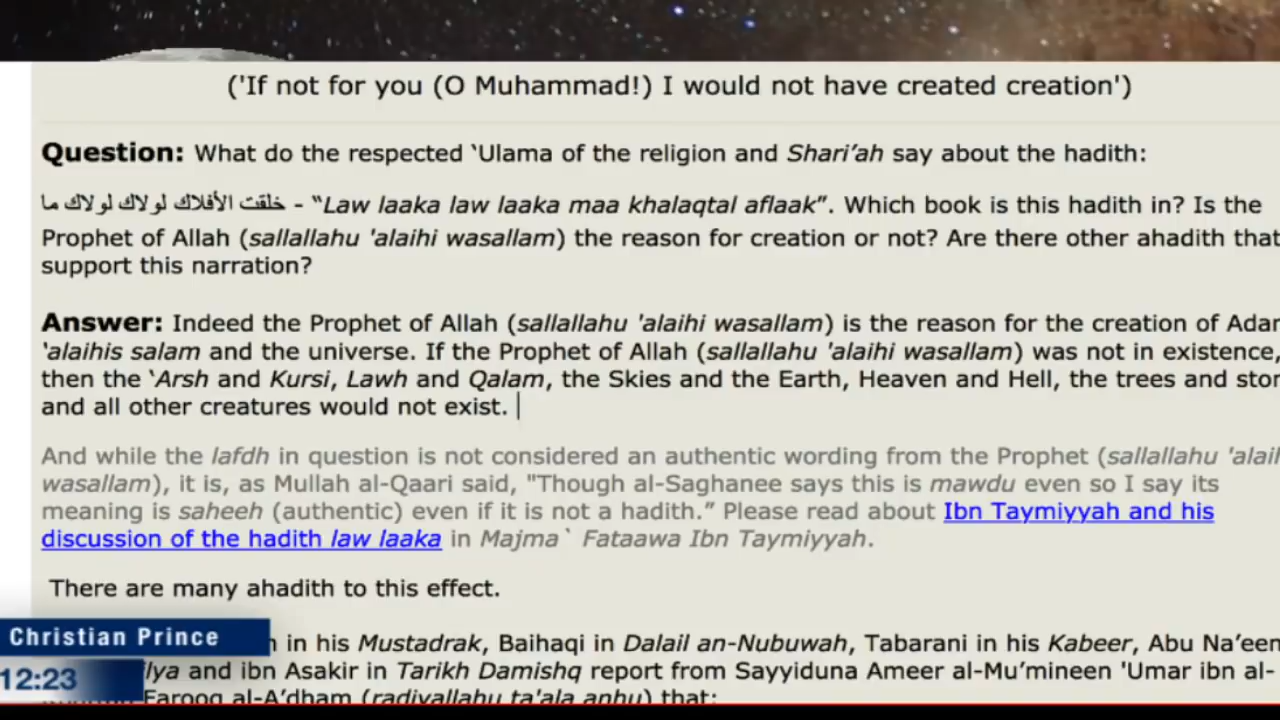 ('If not for you (O Muhammad!) I would not have created creation')
Question: What do the respected ‘Ulama of the religion and Shari’ah say about the hadith:
خلقت الأفلاك لولاك لولاك ما - “Law laaka law laaka maa khalaqtal aflaak”. Which book is this hadith in? Is the
Prophet of Allah (sallallahu 'alaihi wasallam) the reason for creation or not? Are there other ahadith that
support this narration?
Answer: Indeed the Prophet of Allah (sallallahu 'alaihi wasallam) is the reason for the creation of
‘alaihis salam and the universe. If the Prophet of Allah (sallallahu 'alaihi wasallam) was not in existence,
then the ‘Arsh and Kursi, Lawh and Qalam, the Skies and the Earth, Heaven and Hell, the trees and
and all other creatures would not exist.
And while the lafdh in question is not considered an authentic wording from the Prophet (sallallahu
wasallam), it is, as Mullah al-Qaari said, "Though al-Saghanee says this is mawdu even so I say its
meaning is saheeh (authentic) even if it is not a hadith.” Please read about Ibn Taymiyyah and his
discussion of the hadith law laaka in Majma` Fataawa Ibn Taymiyyah.
There are many ahadith to this effect.
in his Mustadrak, Baihaqi in Dalail an-Nubuwah, Tabarani in his Kabeer, Abu
and ibn Asakir in Tarikh Damishq report from Sayyiduna Ameer al-Mu’mineen 'Umar ibn al-
Farooq al-A’dham (radiyallahu ta'ala anhu) that:
Christian Prince
12:23